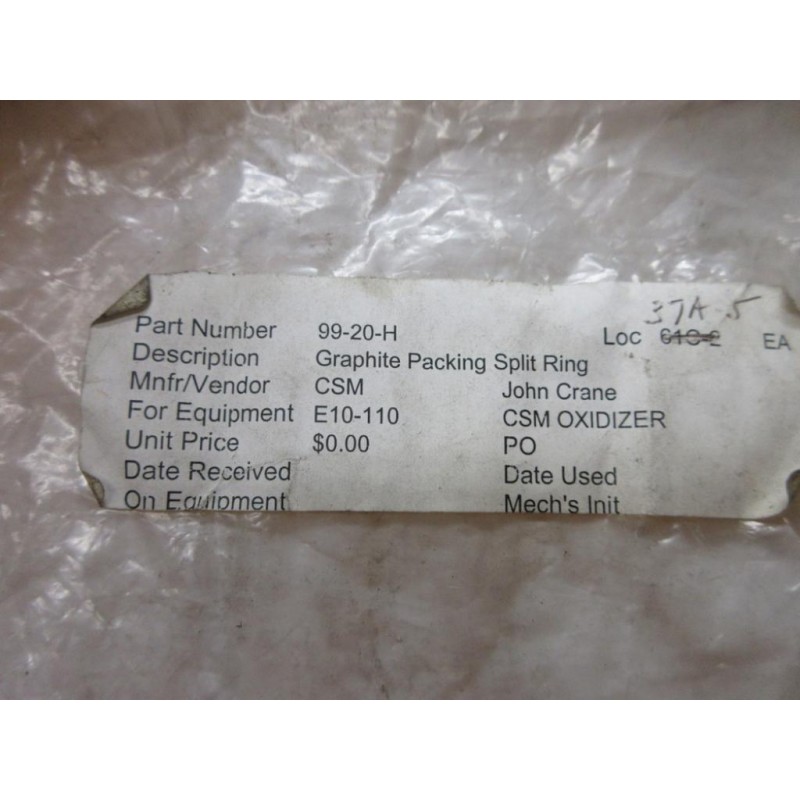 37A-5
Part Number 99-20-H Loc 61C-2 EA
Description Graphite Packing Split Ring
Mnfr/Vendor CSM John Crane
For Equipment E10-110 CSM OXIDIZER
Unit Price $0.00 PO
Date Received Date Used
On Equipment Mech's Init